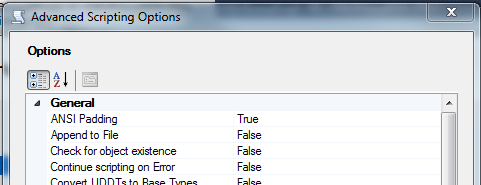 Advanced Scripting Options
Options
General
ANSI Padding True
Append to File False
Check for object existence False
Continue scripting on Error False
Convert UDDTs to Base Types False